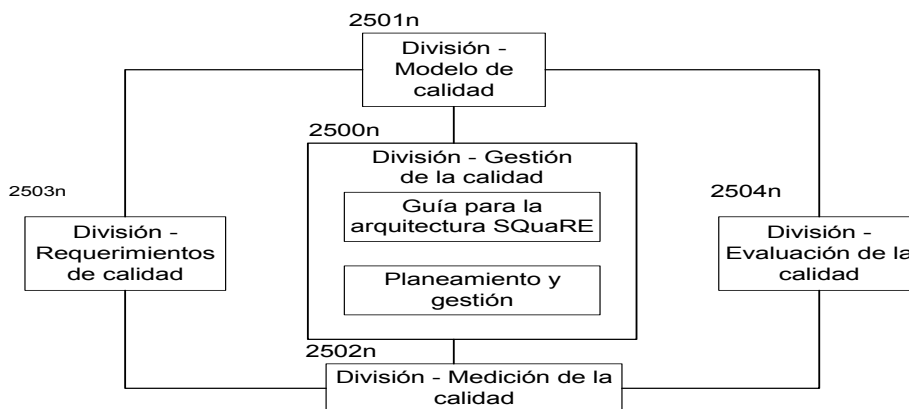 2501n
División -
Modelo de
calidad
2500n
División - Gestión
de la calidad
Guía para la
arquitectura SQuaRE
Planeamiento y
gestión
2503n
División -
Requerimientos
de calidad
2504n
División -
Evaluación de la
calidad
2502n
División - Medición de la
calidad